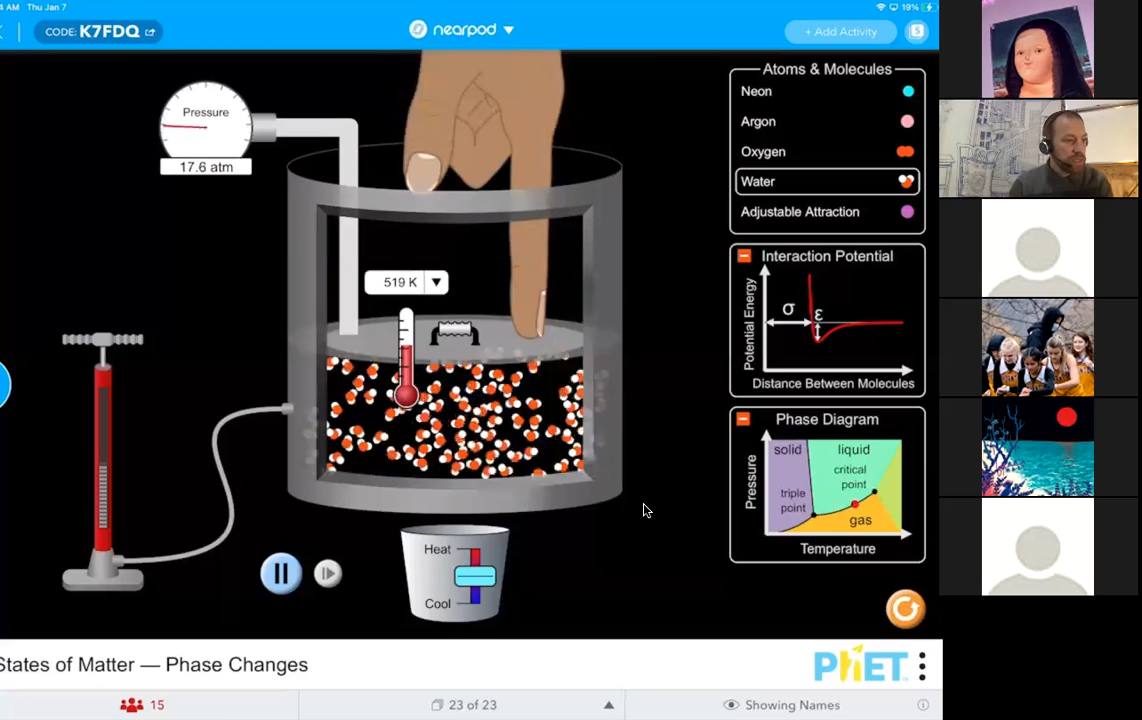 4 AM Thu Jan 7
19%
CODE: K7FDQ
nearpod
+ Add Activity
S
Pressure
17.6 atm
519 K
Heat
Cool
Atoms & Molecules
Neon
Argon
Oxygen
Water
Adjustable Attraction
Interaction Potential
Potential Energy
σ
ε
Distance Between Molecules
Phase Diagram
Pressure
solid
liquid
critical
point
triple
point
gas
Temperature
States of Matter — Phase Changes
PhET
15
23 of 23
Showing Names